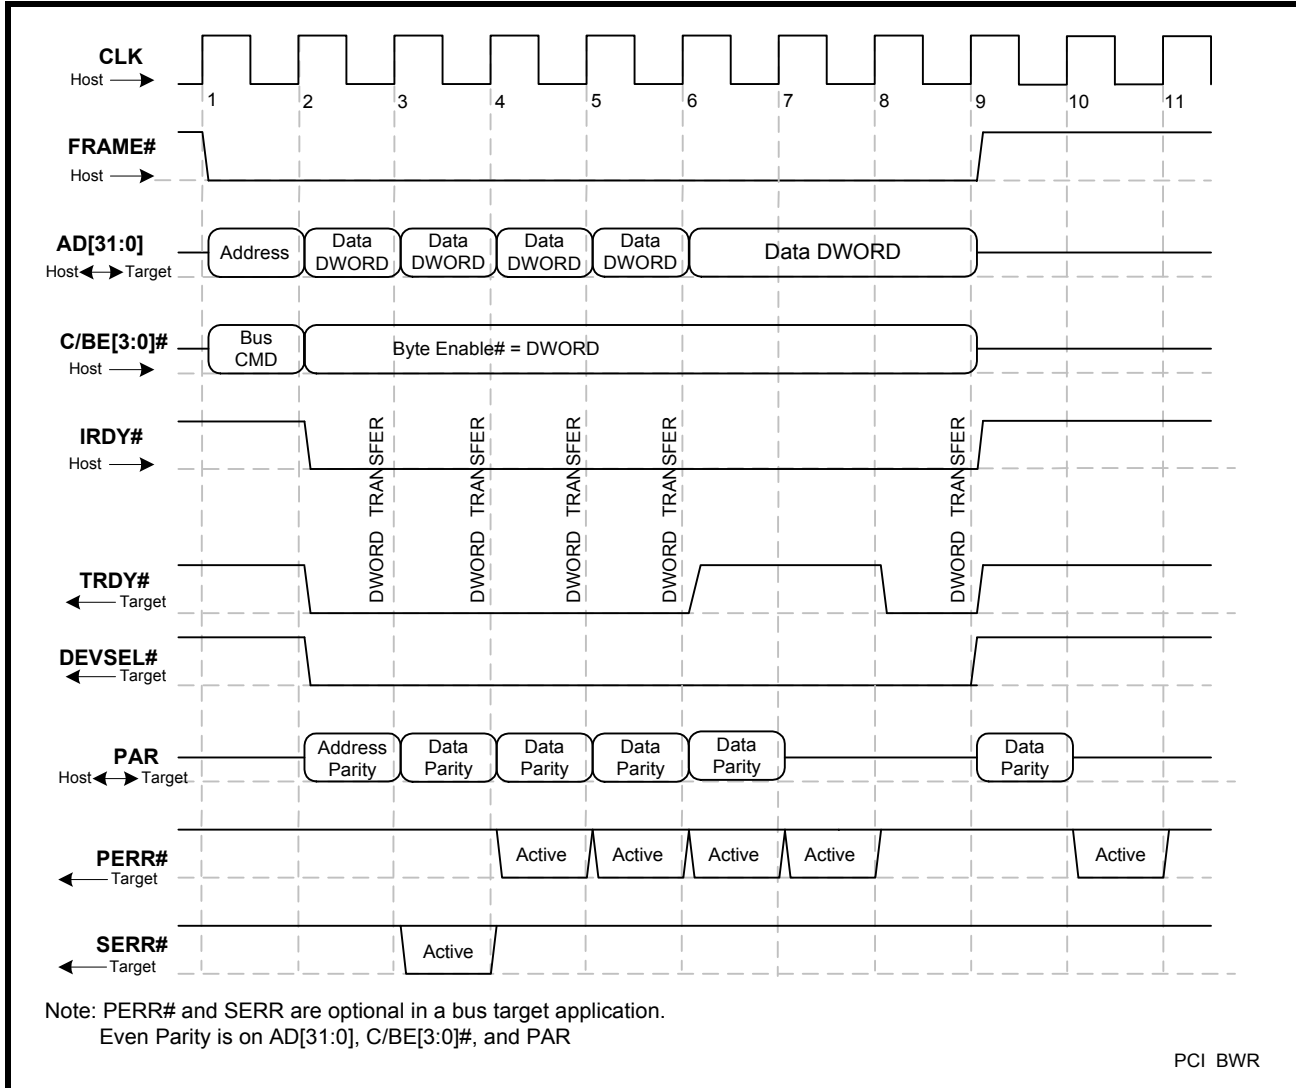 CLK
Host
1 2 3 4 5 6 7 8 9 10 11
FRAME#
Host
AD[31:0]
Host Target
Address
Data
DWORD
Data
DWORD
Data
DWORD
Data
DWORD
Data DWORD
C/BE[3:0]#
Host
Bus
CMD
Byte Enable# = DWORD
IRDY#
Host
DWORD TRANSFER
DWORD TRANSFER
DWORD TRANSFER
DWORD TRANSFER
DWORD TRANSFER
TRDY#
Target
DEVSEL#
Target
PAR
Host Target
Address
Parity
Data
Parity
Data
Parity
Data
Parity
Data
Parity
Data
Parity
PERR#
Target
Active
Active
Active
Active
Active
SERR#
Target
Active
Note: PERR# and SERR are optional in a bus target application.
Even Parity is on AD[31:0], C/BE[3:0]#, and PAR
PCI BWR